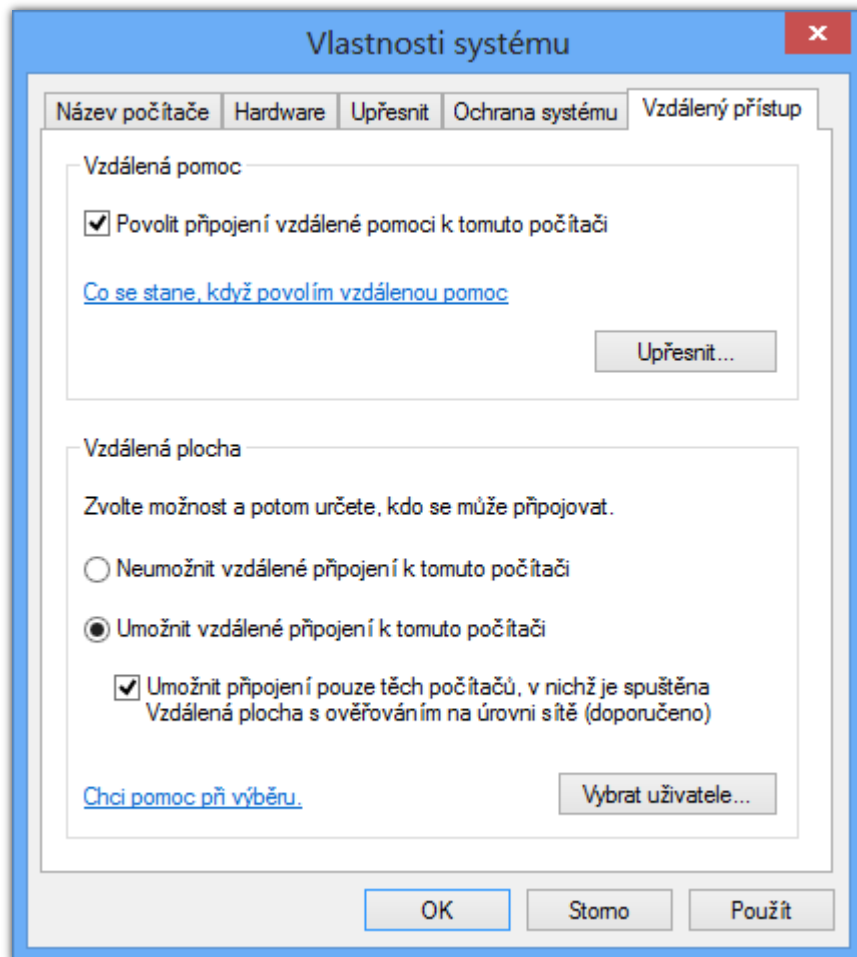 Vlastnosti systému
x
Název počítače
Hardware
Upřesnit
Ochrana systému
Vzdálený přístup
Vzdálená pomoc
Povolit připojení vzdálené pomoci k tomuto počítači
Co se stane, když povolím vzdálenou pomoc
Upřesnit...
Vzdálená plocha
Zvolte možnost a potom určete, kdo se může připojovat.
Neumožnit vzdálené připojení k tomuto počítači
Umožnit vzdálené připojení k tomuto počítači
Umožnit připojení pouze těch počítačů, v nichž je spuštěna
Vzdálená plocha s ověřováním na úrovni sítě (doporučeno)
Chci pomoc při výběru.
Vybrat uživatele...
OK
Storno
Použít